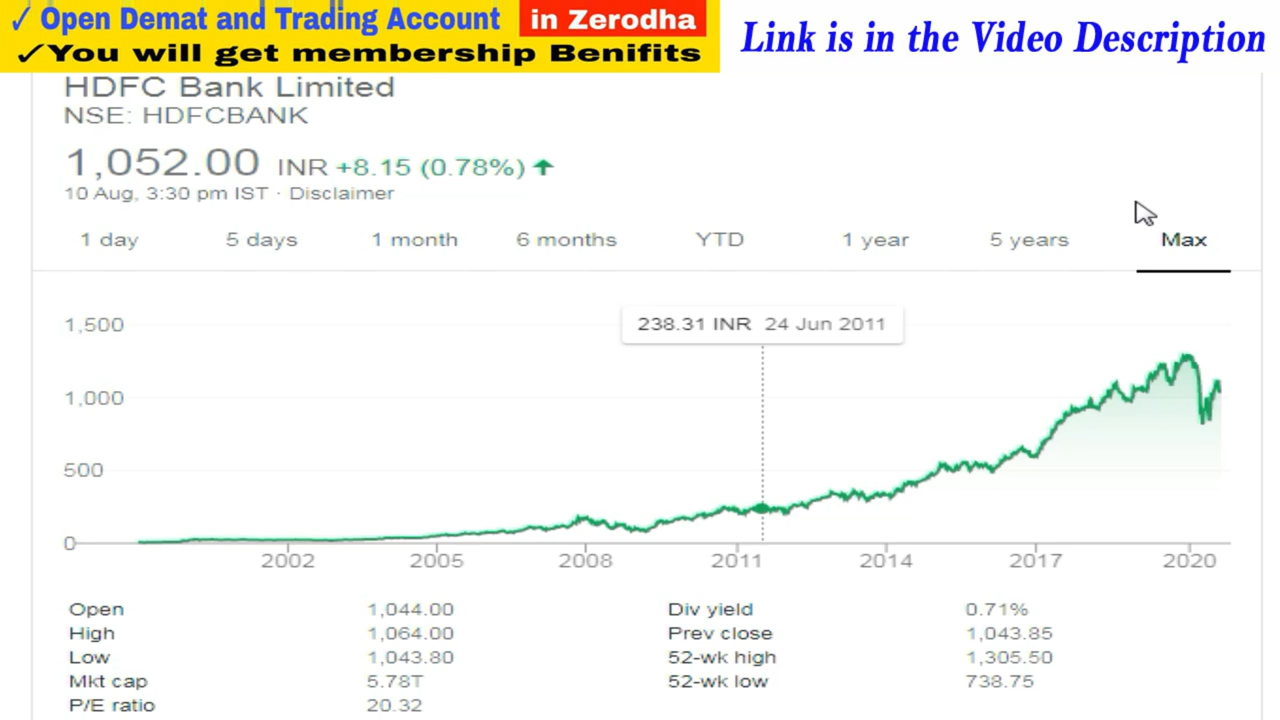 ✓ Open Demat and Trading Account in Zerodha
✓You will get membership Benifits
Link is in the Video Description
HDFC Bank Limited
NSE: HDFCBANK
1,052.00 INR +8.15 (0.78%) ↑
10 Aug, 3:30 pm IST · Disclaimer
1 day 5 days 1 month 6 months YTD 1 year 5 years Max
238.31 INR 24 Jun 2011
1,500
1,000
500
0
2002 2005 2008 2011 2014 2017 2020
Open 1,044.00 Div yield 0.71%
High 1,064.00 Prev close 1,043.85
Low 1,043.80 52-wk high 1,305.50
Mkt cap 5.78T 52-wk low 738.75
P/E ratio 20.32